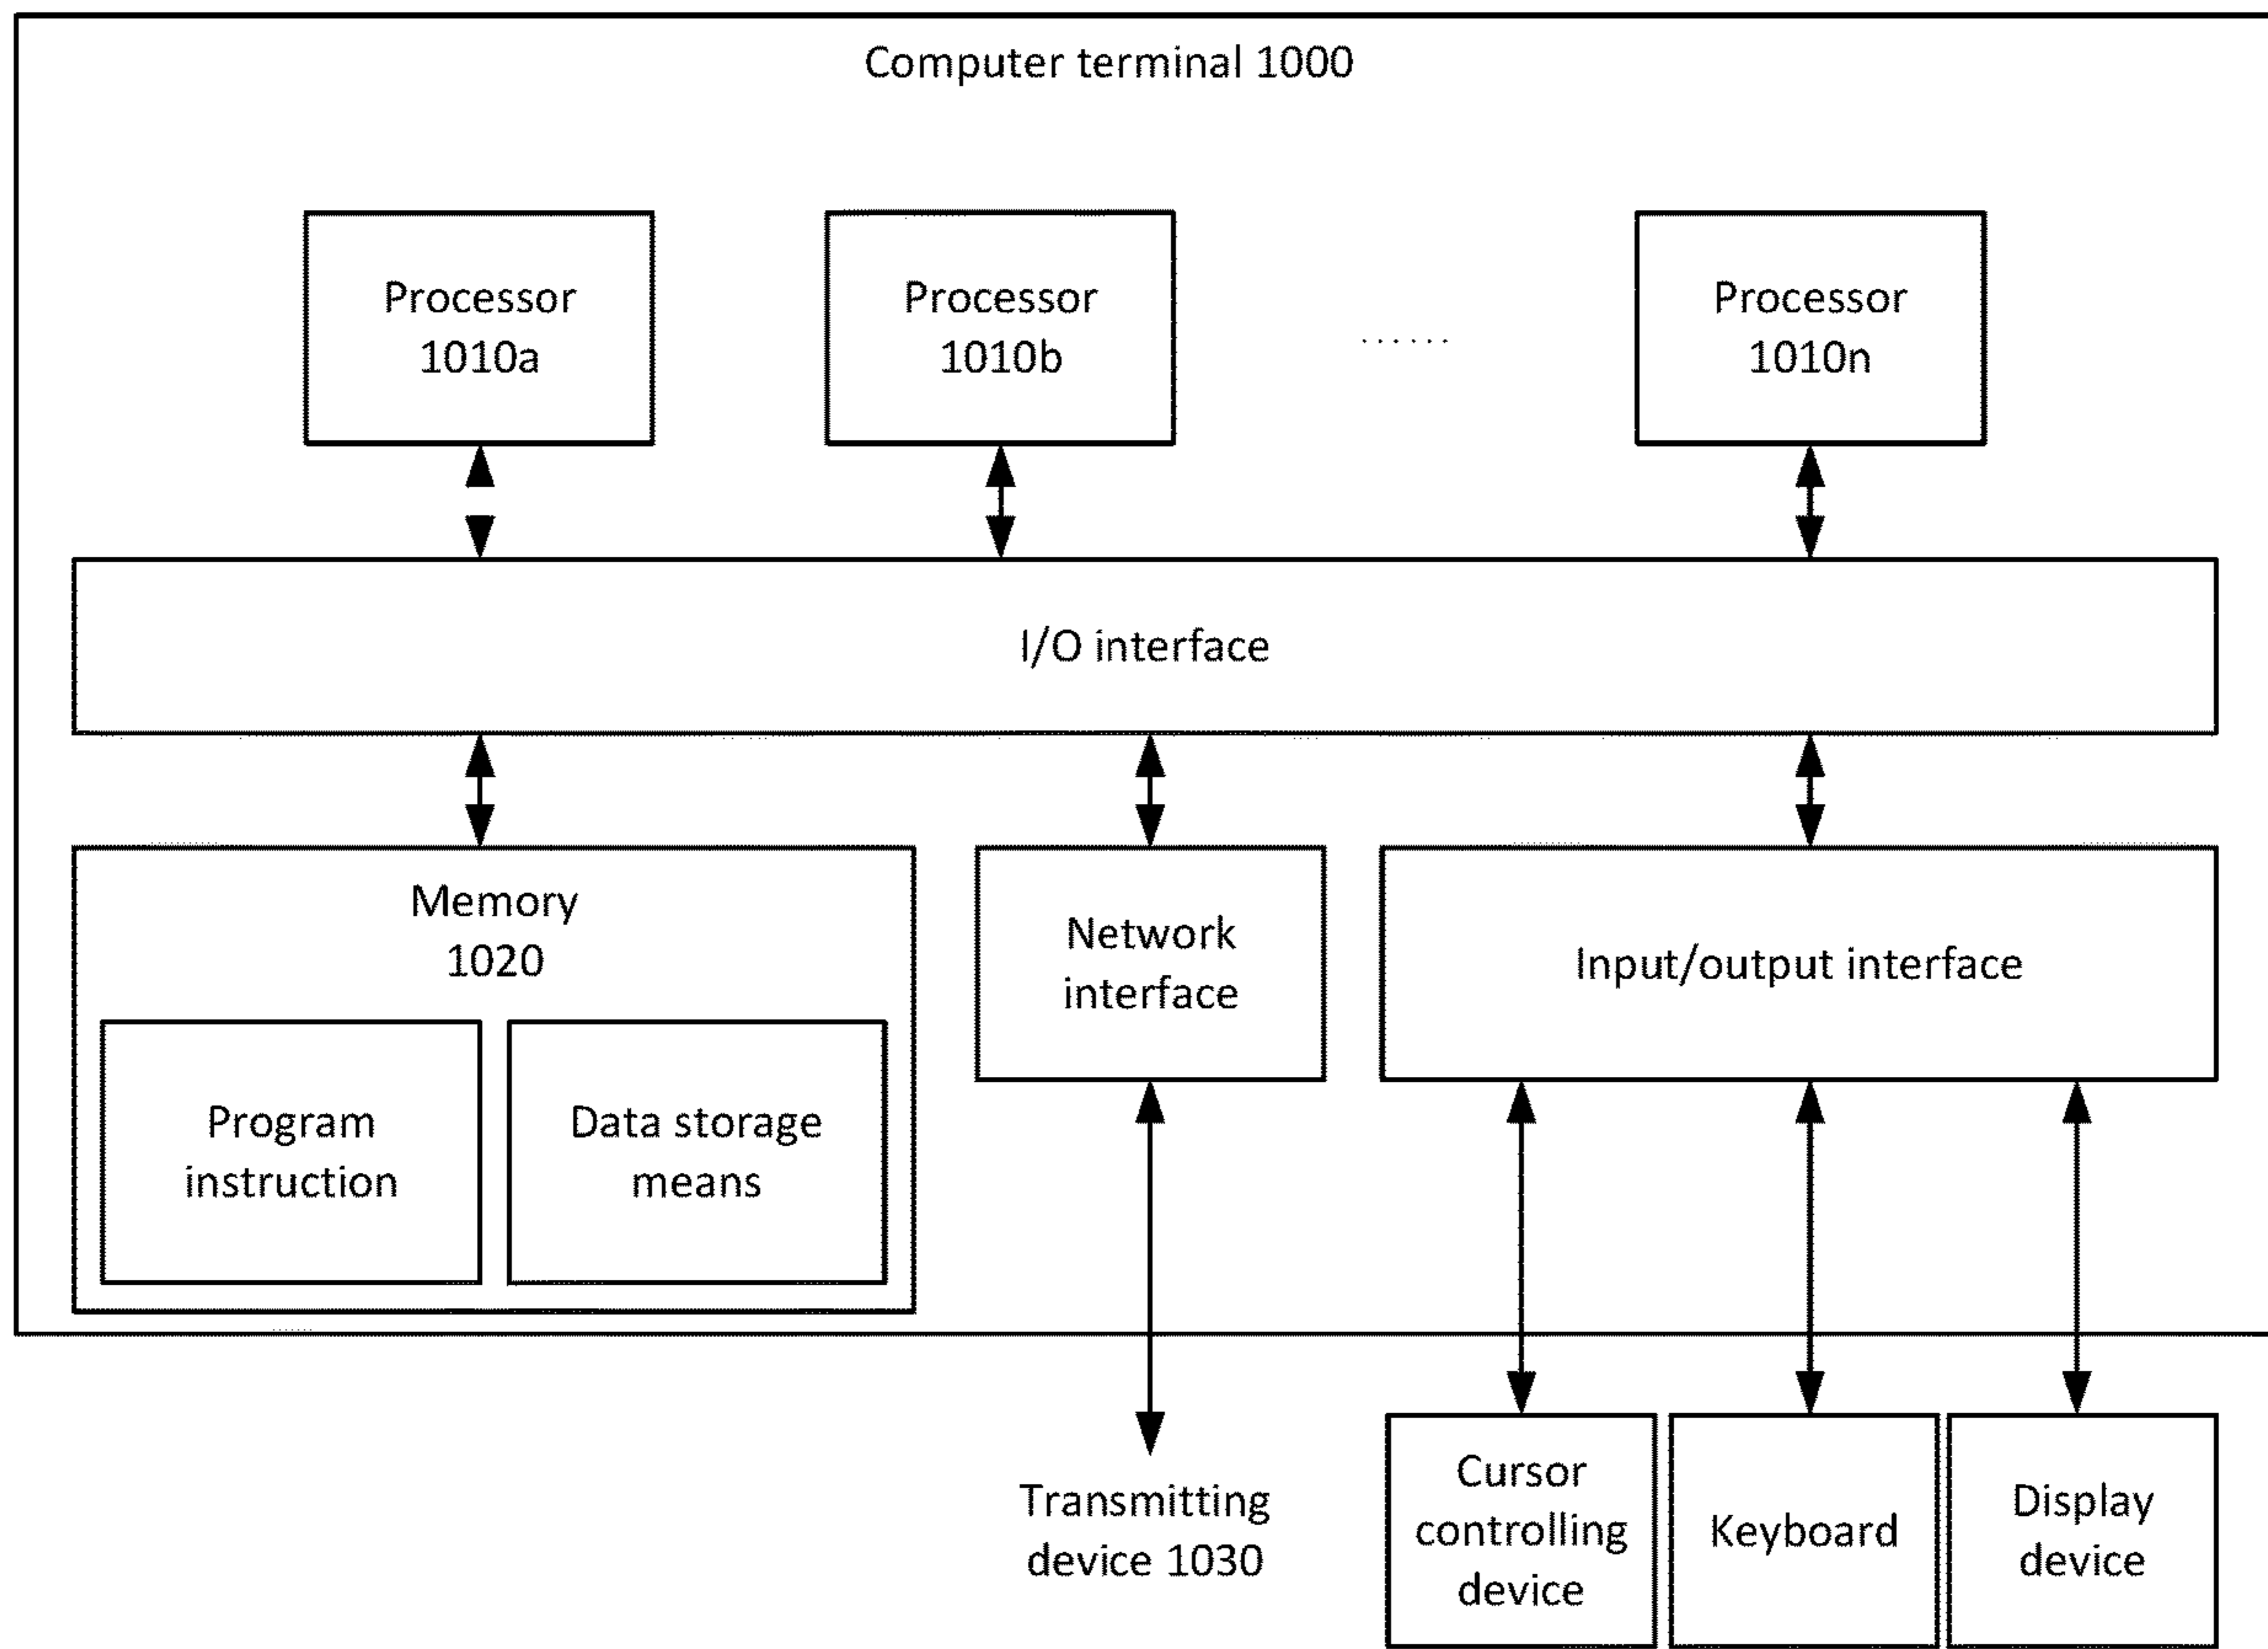 Computer terminal 1000
Processor
1010a
Processor
1010b
......
Processor
1010n
I/O interface
Memory
1020
Program
instruction
Data storage
means
Network
interface
Input/output interface
Transmitting
device 1030
Cursor
controlling
device
Keyboard
Display
device